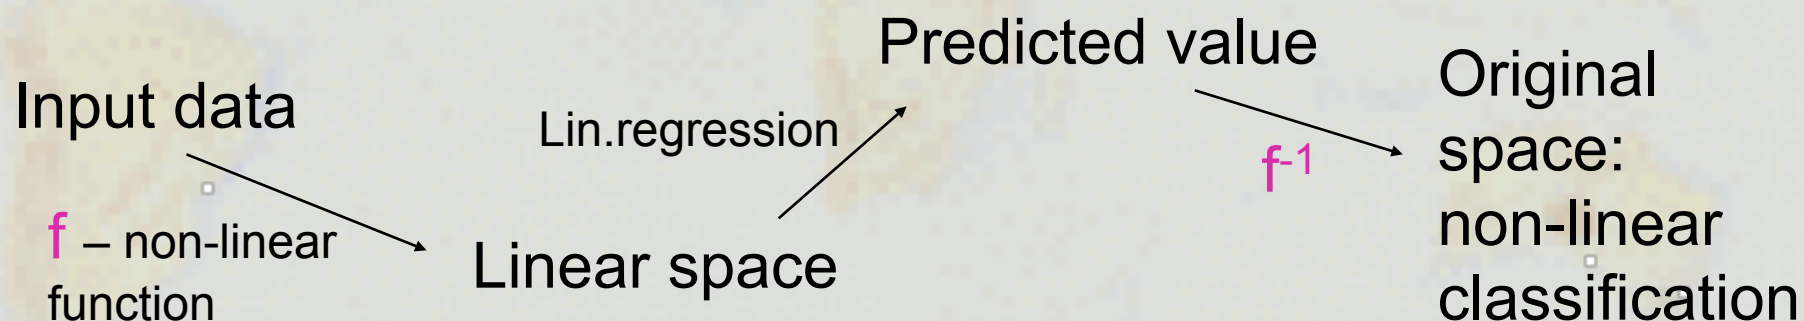 Input data
f – non-linear
function
Lin.regression
Linear space
Predicted value
f-1
Original
space:
non-linear
classification